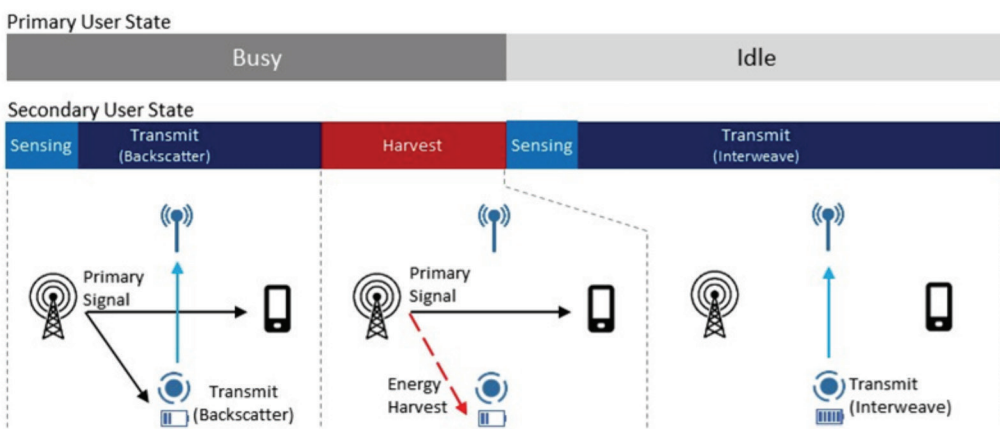 Primary User State
Busy
Idle
Secondary User State
Sensing
Transmit
(Backscatter)
Harvest
Sensing
Transmit
(Interweave)
Primary
Signal
Transmit
(Backscatter)
Primary
Signal
Energy
Harvest
Transmit
(Interweave)